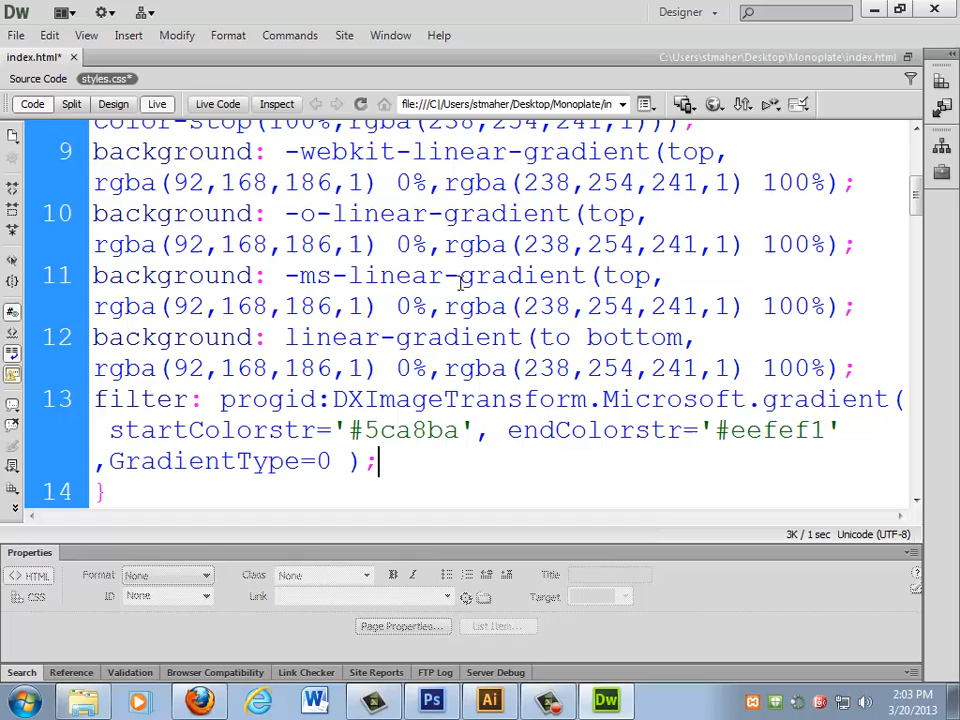 Dw
Designer
File Edit View Insert Modify Format Commands Site Window Help
index.html* C:\Users\stmaher\Desktop\Monoplate\index.html
Source Code styles.css*
Code Split Design Live Live Code Inspect file:///C|/Users/stmaher/Desktop/Monoplate/in
color-stop(100%,rgba(238,254,241,1)));
9 background: -webkit-linear-gradient(top,
rgba(92,168,186,1) 0%,rgba(238,254,241,1) 100%);
10 background: -o-linear-gradient(top,
rgba(92,168,186,1) 0%,rgba(238,254,241,1) 100%);
11 background: -ms-linear-gradient(top,
rgba(92,168,186,1) 0%,rgba(238,254,241,1) 100%);
12 background: linear-gradient(to bottom,
rgba(92,168,186,1) 0%,rgba(238,254,241,1) 100%);
13 filter: progid:DXImageTransform.Microsoft.gradient(
startColorstr='#5ca8ba', endColorstr='#eefef1'
,GradientType=0 );
14 }
3K / 1 sec Unicode (UTF-8)
Properties
<> HTML Format None Class None B I Title
CSS ID None Link Target
Page Properties... List Item...
Search Reference Validation Browser Compatibility Link Checker Site Reports FTP Log Server Debug
W Ps Ai Dw
2:03 PM
3/20/2013